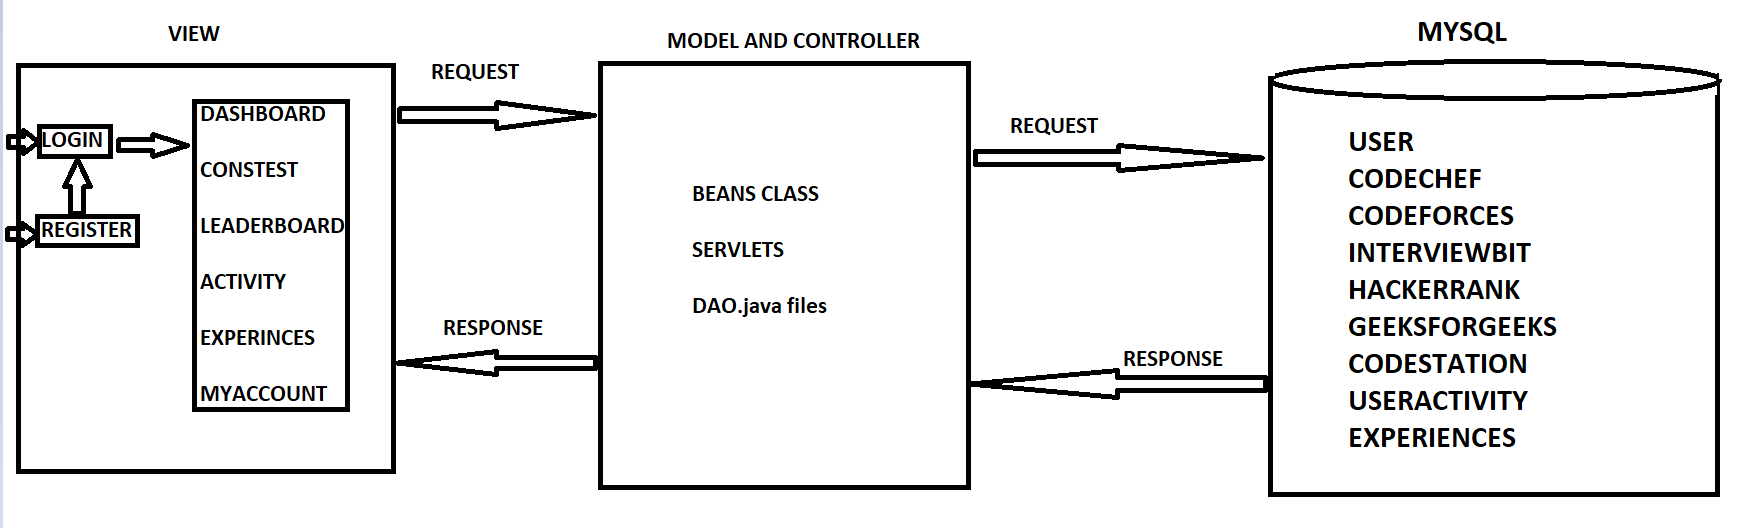 VIEW
LOGIN
REGISTER
DASHBOARD
CONSTEST
LEADERBOARD
ACTIVITY
EXPERINCES
MYACCOUNT
REQUEST
RESPONSE
MODEL AND CONTROLLER
BEANS CLASS
SERVLETS
DAO.java files
REQUEST
RESPONSE
MYSQL
USER
CODECHEF
CODEFORCES
INTERVIEWBIT
HACKERRANK
GEEKSFORGEEKS
CODESTATION
USERACTIVITY
EXPERIENCES